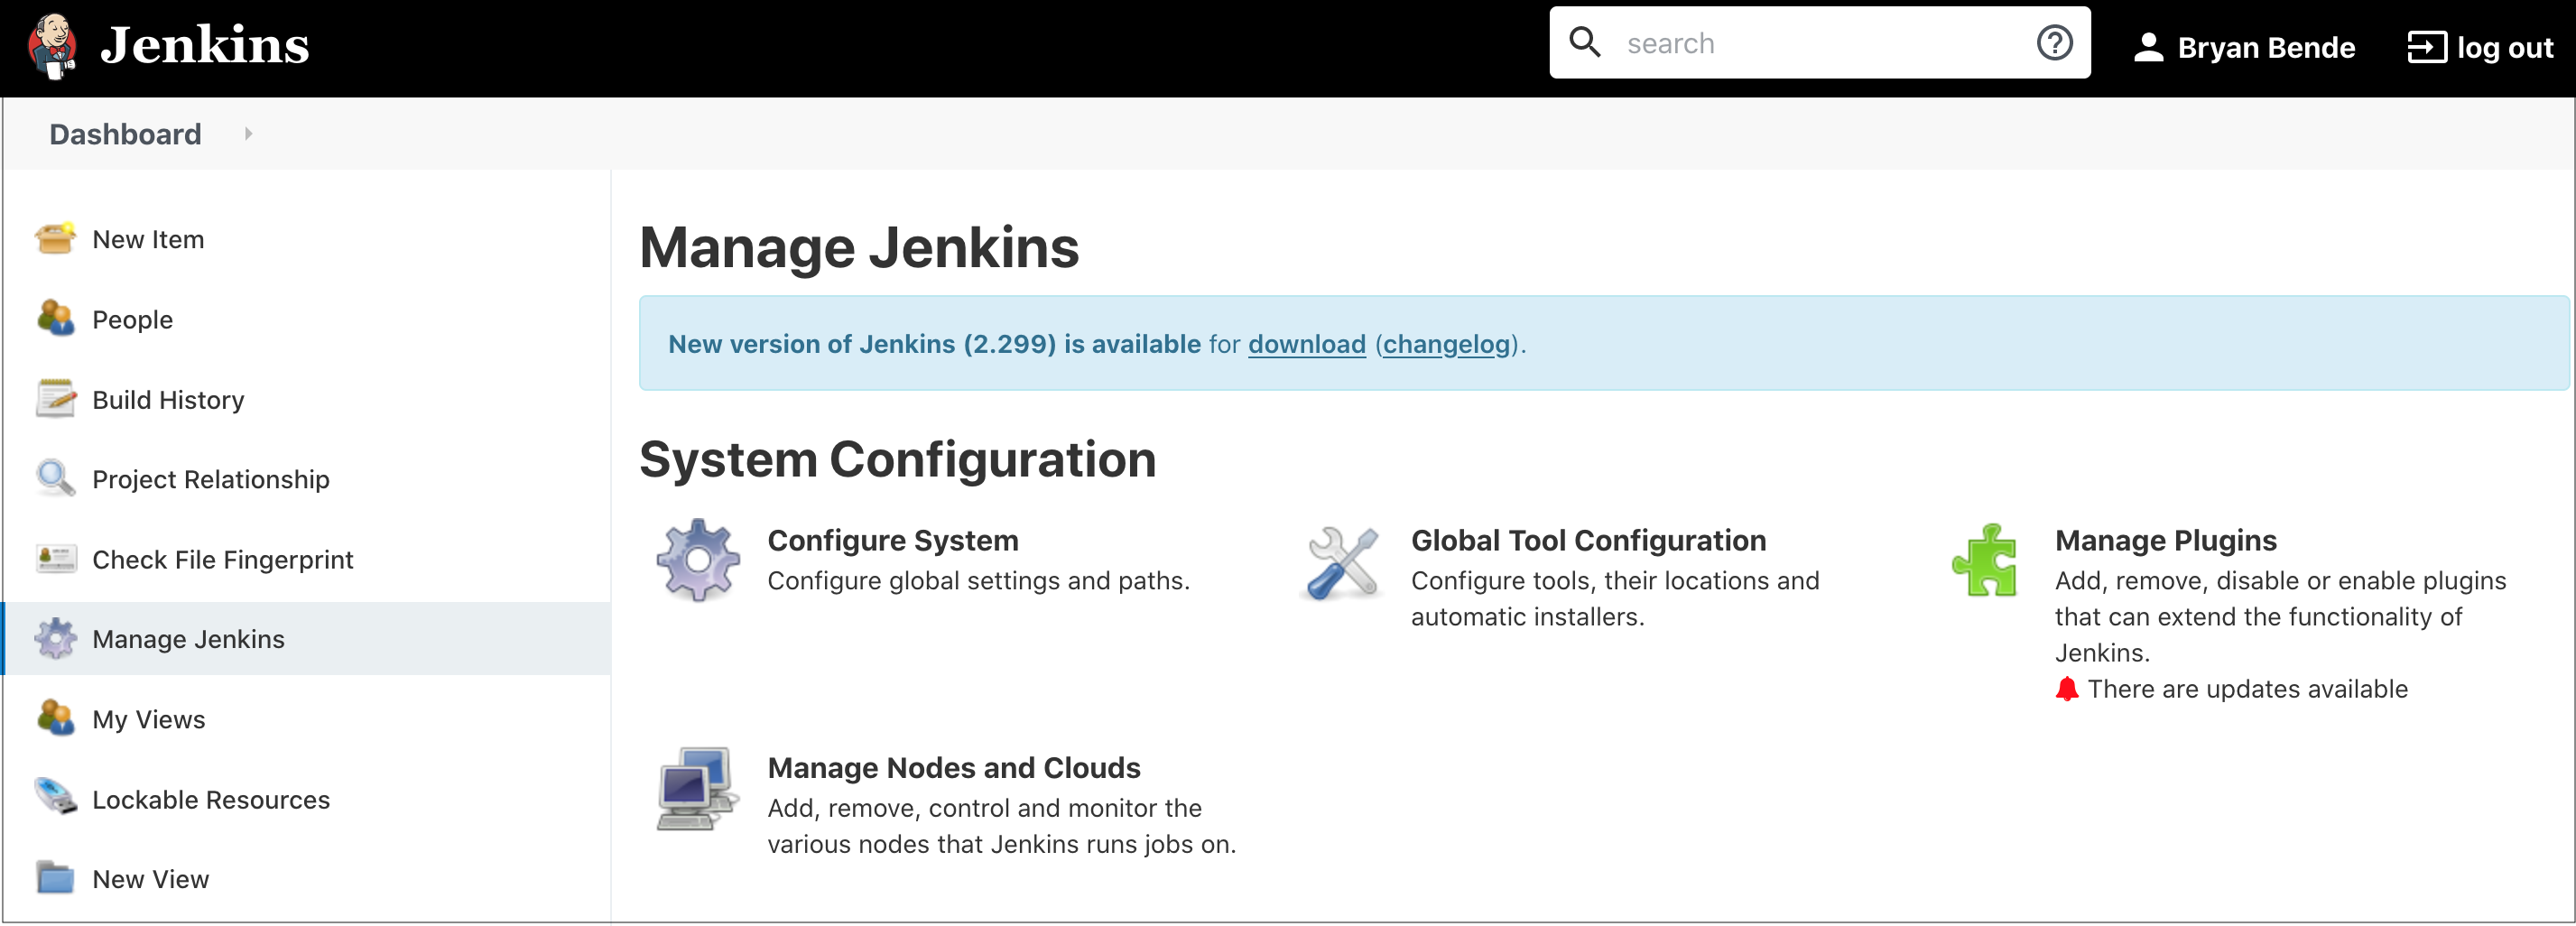 Jenkins
search
Bryan Bende
log out
Dashboard
New Item
People
Build History
Project Relationship
Check File Fingerprint
Manage Jenkins
My Views
Lockable Resources
New View
Manage Jenkins
New version of Jenkins (2.299) is available for download (changelog).
System Configuration
Configure System
Configure global settings and paths.
Global Tool Configuration
Configure tools, their locations and
automatic installers.
Manage Plugins
Add, remove, disable or enable plugins
that can extend the functionality of
Jenkins.
There are updates available
Manage Nodes and Clouds
Add, remove, control and monitor the
various nodes that Jenkins runs jobs on.